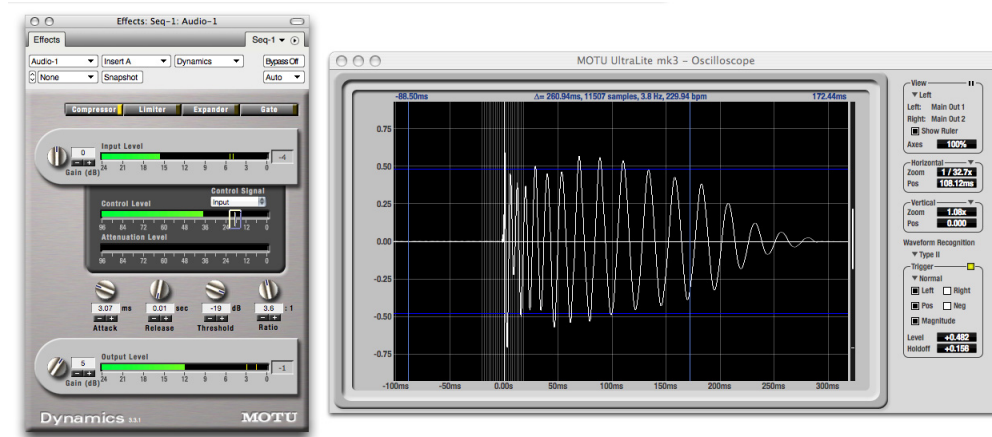 Effects: Seq-1: Audio-1
Effects
Seq-1
Audio-1 Insert A Dynamics Bypass Off
None Snapshot Auto
Compressor Limiter Expander Gate
Input Level
0
-4
Gain (dB) 24 21 18 15 12 9 6 3 0
Control Signal
Control Level Input
96 84 72 60 48 36 24 12 0
Attenuation Level
96 84 72 60 48 36 24 12 0
3.07 ms 0.01 sec -19 dB 3.6 : 1
Attack Release Threshold Ratio
Output Level
5
-1
Gain (dB) 24 21 18 15 12 9 6 3 0
Dynamics 3.3.1 MOTU
MOTU UltraLite mk3 – Oscilloscope
-88.50ms Δ= 260.94ms, 11507 samples, 3.8 Hz, 229.94 bpm 172.44ms
0.75
0.50
0.25
0.00
-0.25
-0.50
-0.75
-100ms -50ms 0.00s 50ms 100ms 150ms 200ms 250ms 300ms
View
Left
Left: Main Out 1
Right: Main Out 2
Show Ruler
Axes 100%
Horizontal
Zoom 1 / 32.7x
Pos 108.12ms
Vertical
Zoom 1.08x
Pos 0.000
Waveform Recognition
Type II
Trigger
Normal
Left Right
Pos Neg
Magnitude
Level +0.482
Holdoff +0.156